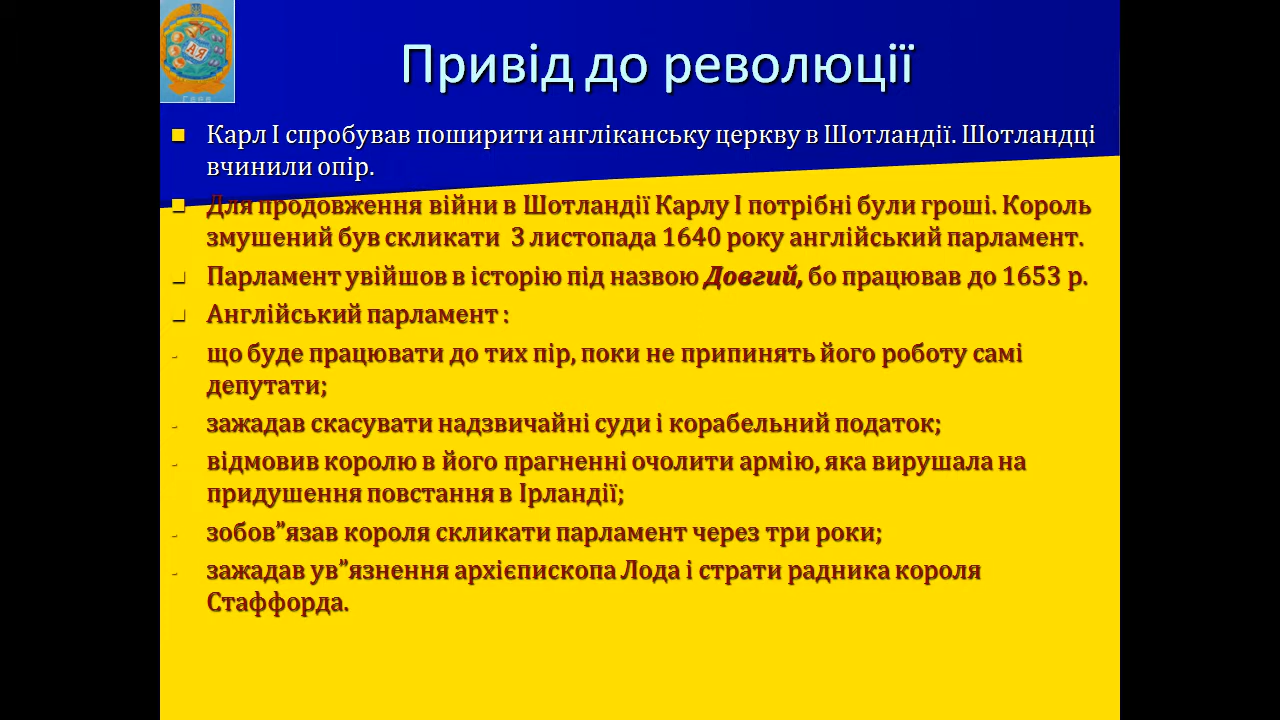 АЯ
Привід до революції
Карл І спробував поширити англіканську церкву в Шотландії. Шотландці
вчинили опір.
Для продовження війни в Шотландії Карлу І потрібні були гроші. Король
змушений був скликати 3 листопада 1640 року англійський парламент.
Парламент увійшов в історію під назвою Довгий, бо працював до 1653 р.
Англійський парламент :
- що буде працювати до тих пір, поки не припинять його роботу самі
депутати;
- зажадав скасувати надзвичайні суди і корабельний податок;
- відмовив королю в його прагненні очолити армію, яка вирушала на
придушення повстання в Ірландії;
- зобов”язав короля скликати парламент через три роки;
- зажадав ув”язнення архієпископа Лода і страти радника короля
Стаффорда.